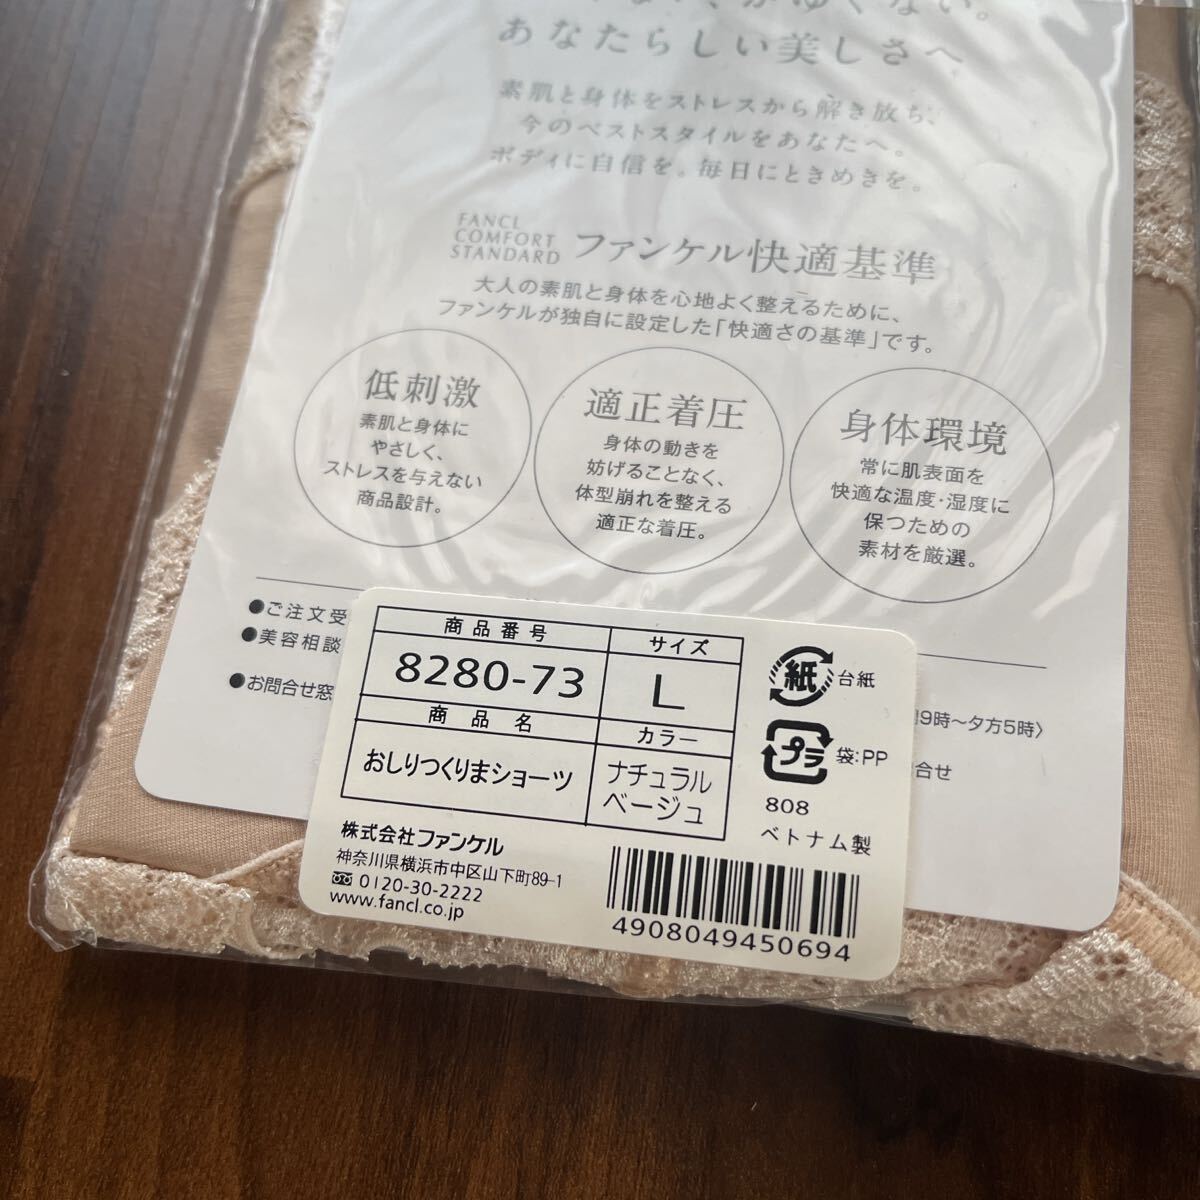 かゆくない。
あなたらしい美しさへ
素肌と身体をストレスから解き放ち、
今のベストスタイルをあなたへ。
ボディに自信を。毎日にときめきを。
FANCL
COMFORT
STANDARD
ファンケル快適基準
大人の素肌と身体を心地よく整えるために、
ファンケルが独自に設定した「快適さの基準」です。
低刺激
素肌と身体に
やさしく、
ストレスを与えない
商品設計。
適正着圧
身体の動きを
妨げることなく、
体型崩れを整える
適正な着圧。
身体環境
常に肌表面を
快適な温度・湿度に
保つための
素材を厳選。
●ご注文受
●美容相談
●お問合せ窓
9時～夕方5時〉
合せ
商品番号
サイズ
8280-73
L
商品名
カラー
おしりつくりまショーツ
ナチュラル
ベージュ
紙
台紙
プラ
袋:PP
808
ベトナム製
株式会社ファンケル
神奈川県横浜市中区山下町89-1
0120-30-2222
www.fancl.co.jp
4908049450694